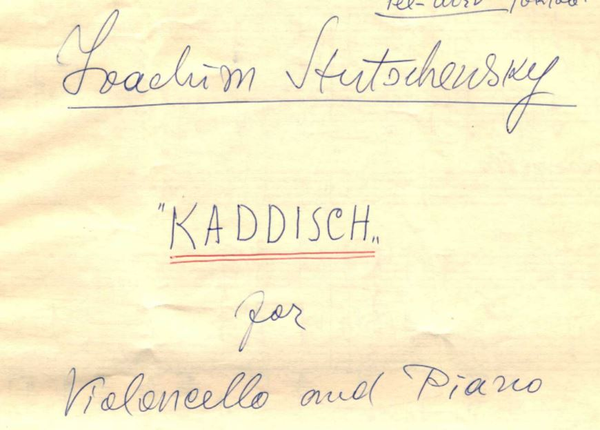 Joachim Stutschewsky
"KADDISCH"
for
Violoncello and Piano